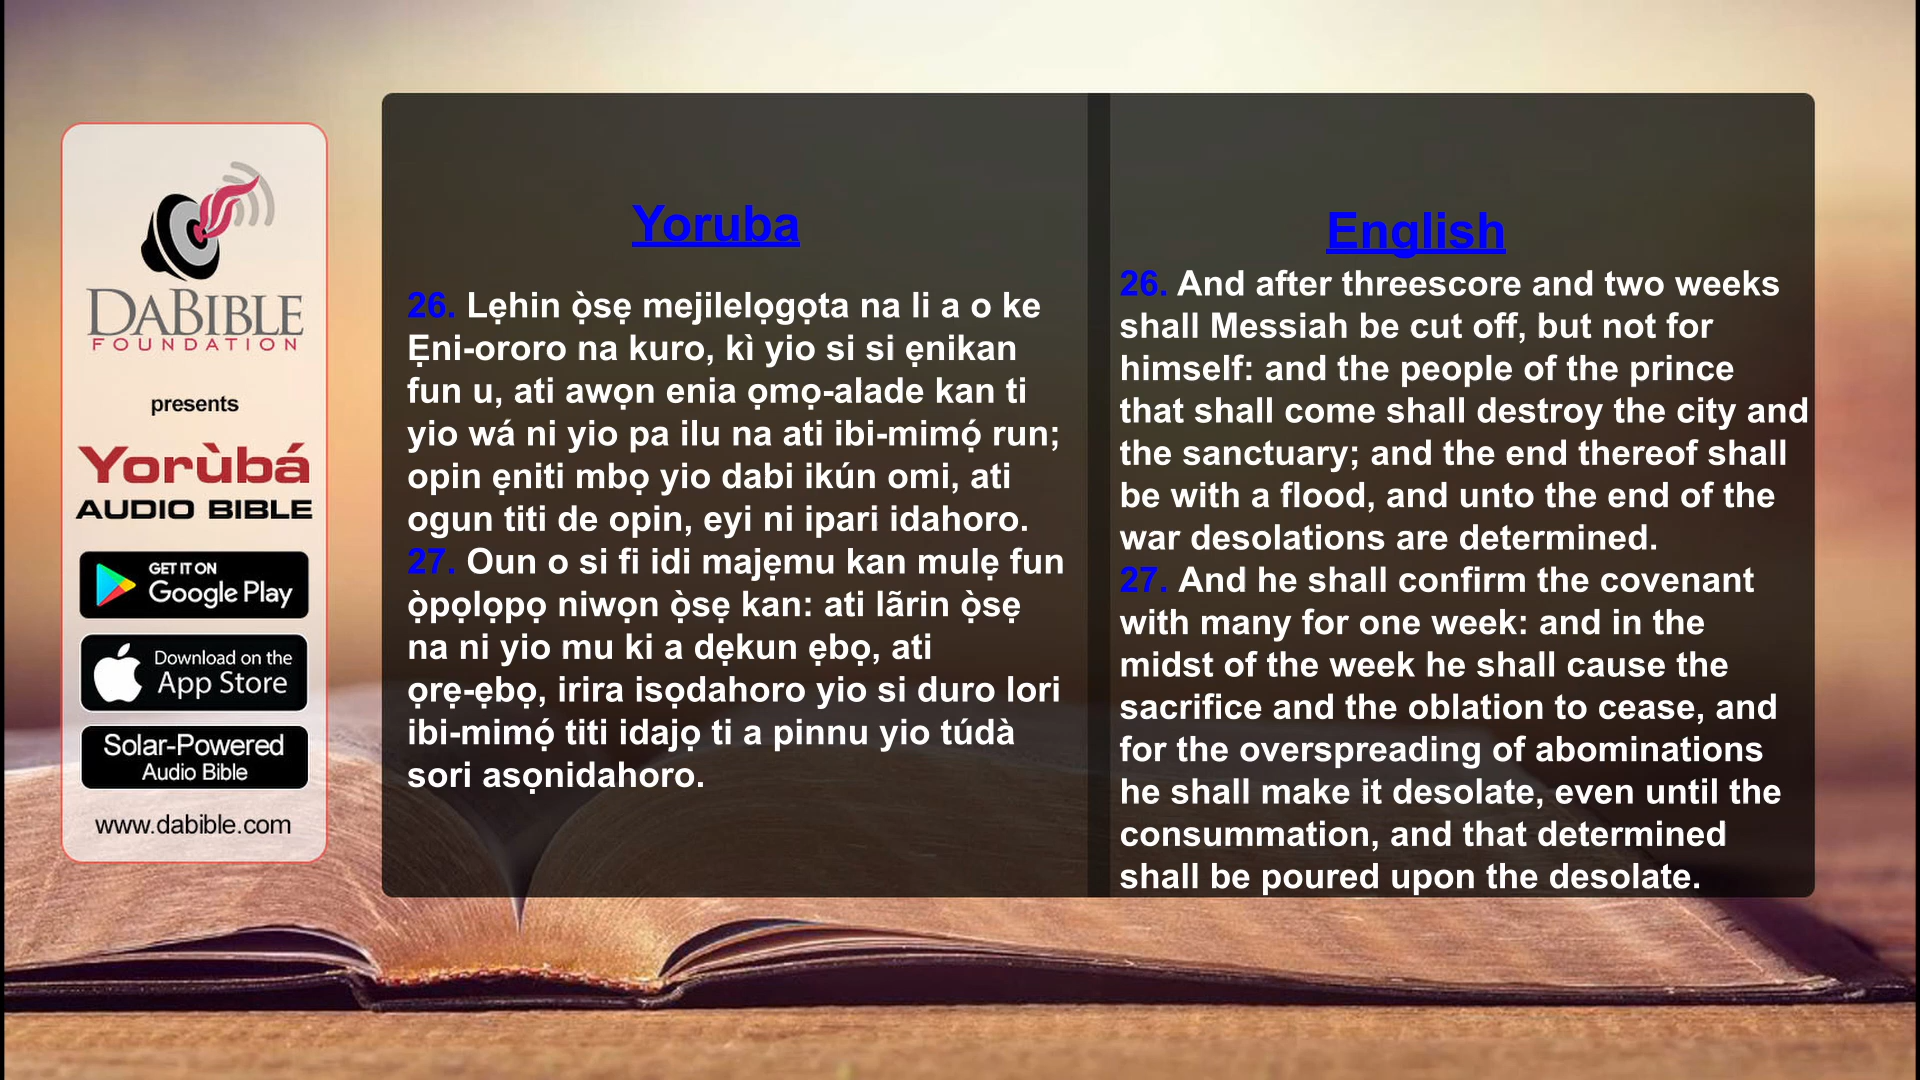 DABIBLE
FOUNDATION
presents
Yorùbá
AUDIO BIBLE
GET IT ON
Google Play
Download on the
App Store
Solar-Powered
Audio Bible
www.dabible.com
Yoruba
26. Lẹhin ọ̀sẹ mejilelọgọta na li a o ke
Ẹni-ororo na kuro, kì yio si si ẹnikan
fun u, ati awọn enia ọmọ-alade kan ti
yio wá ni yio pa ilu na ati ibi-mimọ́ run;
opin ẹniti mbọ yio dabi ikún omi, ati
ogun titi de opin, eyi ni ipari idahoro.
27. Oun o si fi idi majẹmu kan mulẹ fun
ọ̀pọlọpọ niwọn ọ̀sẹ kan: ati lãrin ọ̀sẹ
na ni yio mu ki a dẹkun ẹbọ, ati
ọrẹ-ẹbọ, irira isọdahoro yio si duro lori
ibi-mimọ́ titi idajọ ti a pinnu yio túdà
sori asọnidahoro.
English
26. And after threescore and two weeks
shall Messiah be cut off, but not for
himself: and the people of the prince
that shall come shall destroy the city and
the sanctuary; and the end thereof shall
be with a flood, and unto the end of the
war desolations are determined.
27. And he shall confirm the covenant
with many for one week: and in the
midst of the week he shall cause the
sacrifice and the oblation to cease, and
for the overspreading of abominations
he shall make it desolate, even until the
consummation, and that determined
shall be poured upon the desolate.